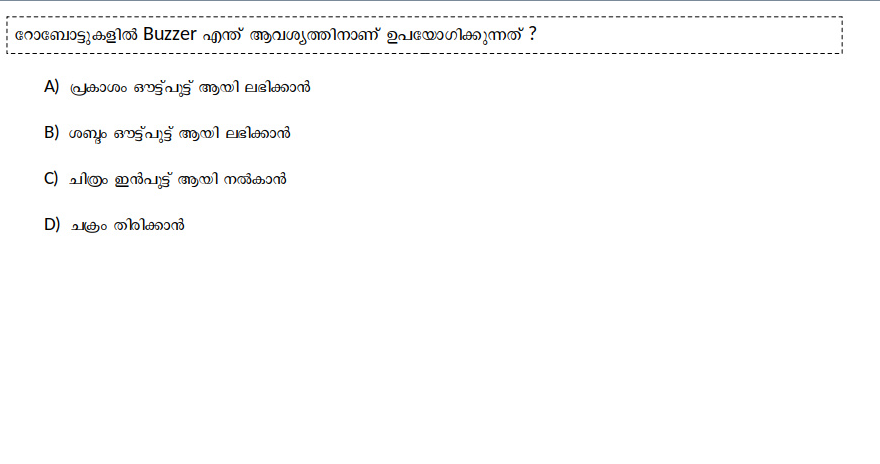 റോബോട്ടുകളിൽ Buzzer എന്ത് ആവശ്യത്തിനാണ് ഉപയോഗിക്കുന്നത് ?
A) പ്രകാശം ഔട്ട്പുട്ട് ആയി ലഭിക്കാൻ
B) ശബ്ദം ഔട്ട്പുട്ട് ആയി ലഭിക്കാൻ
C) ചിത്രം ഇൻപുട്ട് ആയി നൽകാൻ
D) ചക്രം തിരിക്കാൻ